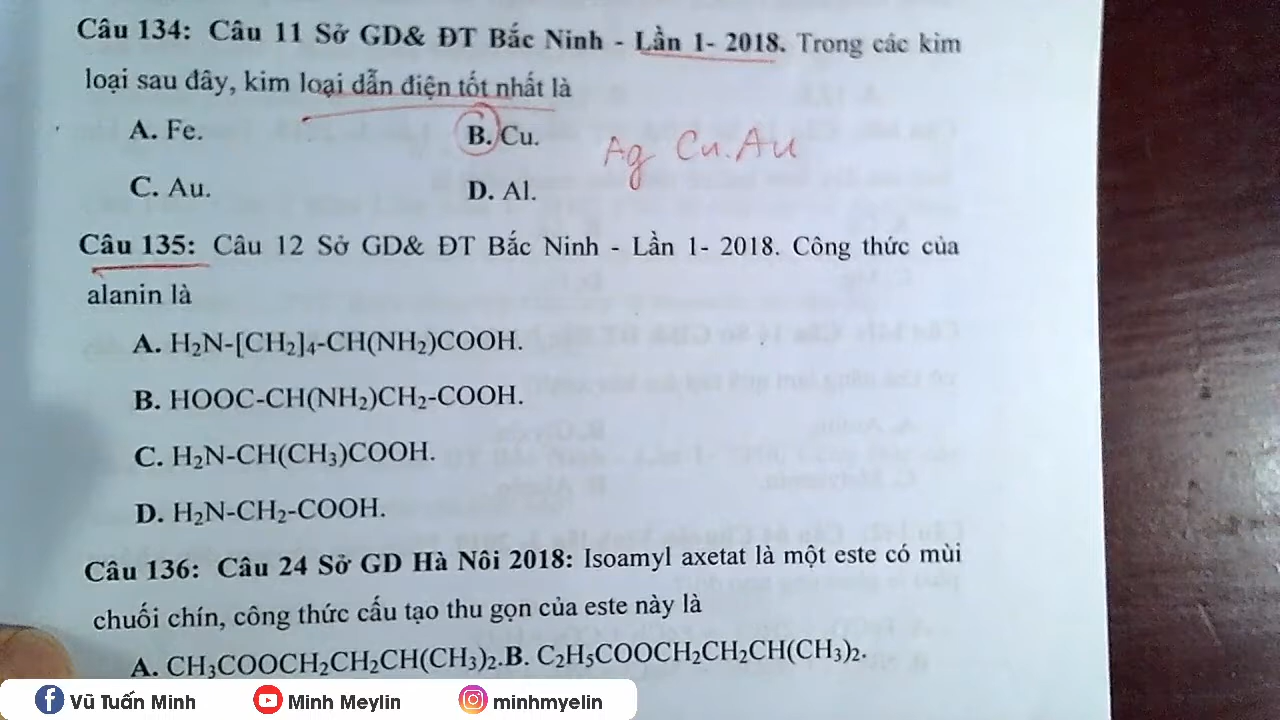 Câu 134: Câu 11 Sở GD& ĐT Bắc Ninh - Lần 1- 2018. Trong các kim
loại sau đây, kim loại dẫn điện tốt nhất là
A. Fe. B. Cu.
Ag Cu. Au
C. Au. D. Al.
Câu 135: Câu 12 Sở GD& ĐT Bắc Ninh - Lần 1- 2018. Công thức của
alanin là
A. H₂N-[CH₂]₄-CH(NH₂)COOH.
B. HOOC-CH(NH₂)CH₂-COOH.
C. H₂N-CH(CH₃)COOH.
D. H₂N-CH₂-COOH.
Câu 136: Câu 24 Sở GD Hà Nôi 2018: Isoamyl axetat là một este có mùi
chuối chín, công thức cấu tạo thu gọn của este này là
A. CH₃COOCH₂CH₂CH(CH₃)₂.B. C₂H₅COOCH₂CH₂CH(CH₃)₂.
Vũ Tuấn Minh Minh Meylin minhmyelin